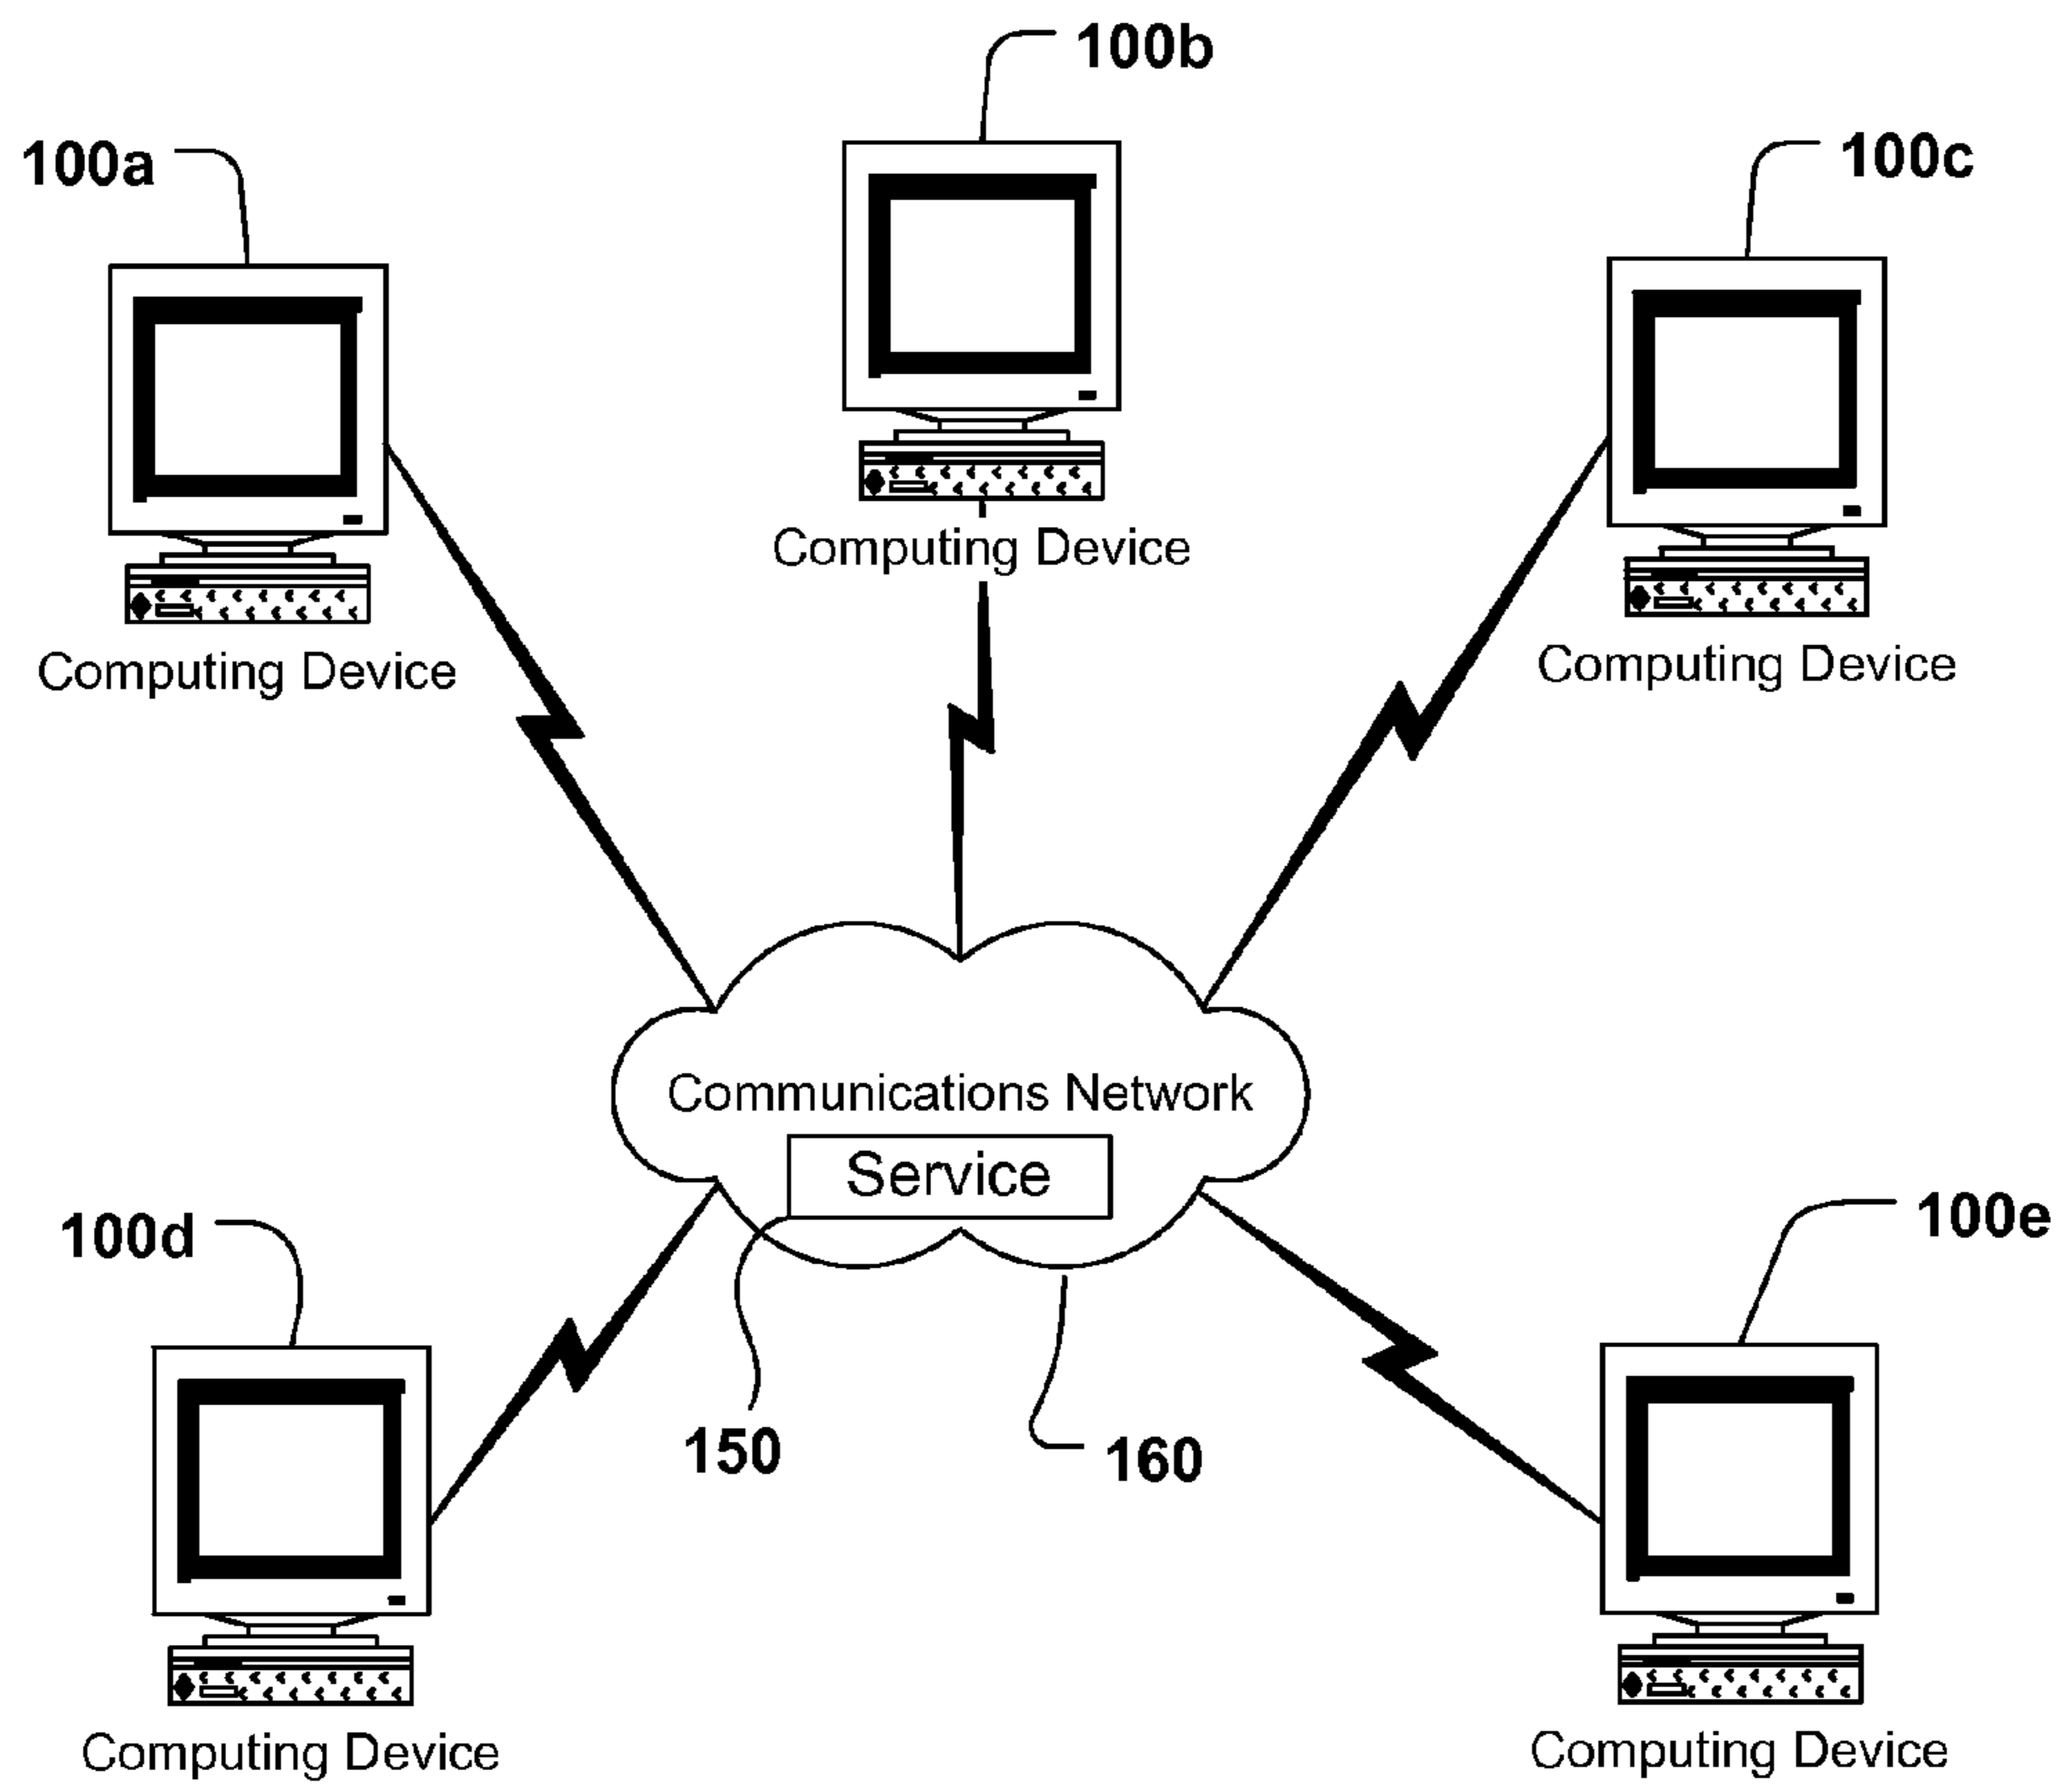 100b
100a
100c
Computing Device
Computing Device
Computing Device
Communications Network
Service
100d
100e
150
160
Computing Device
Computing Device